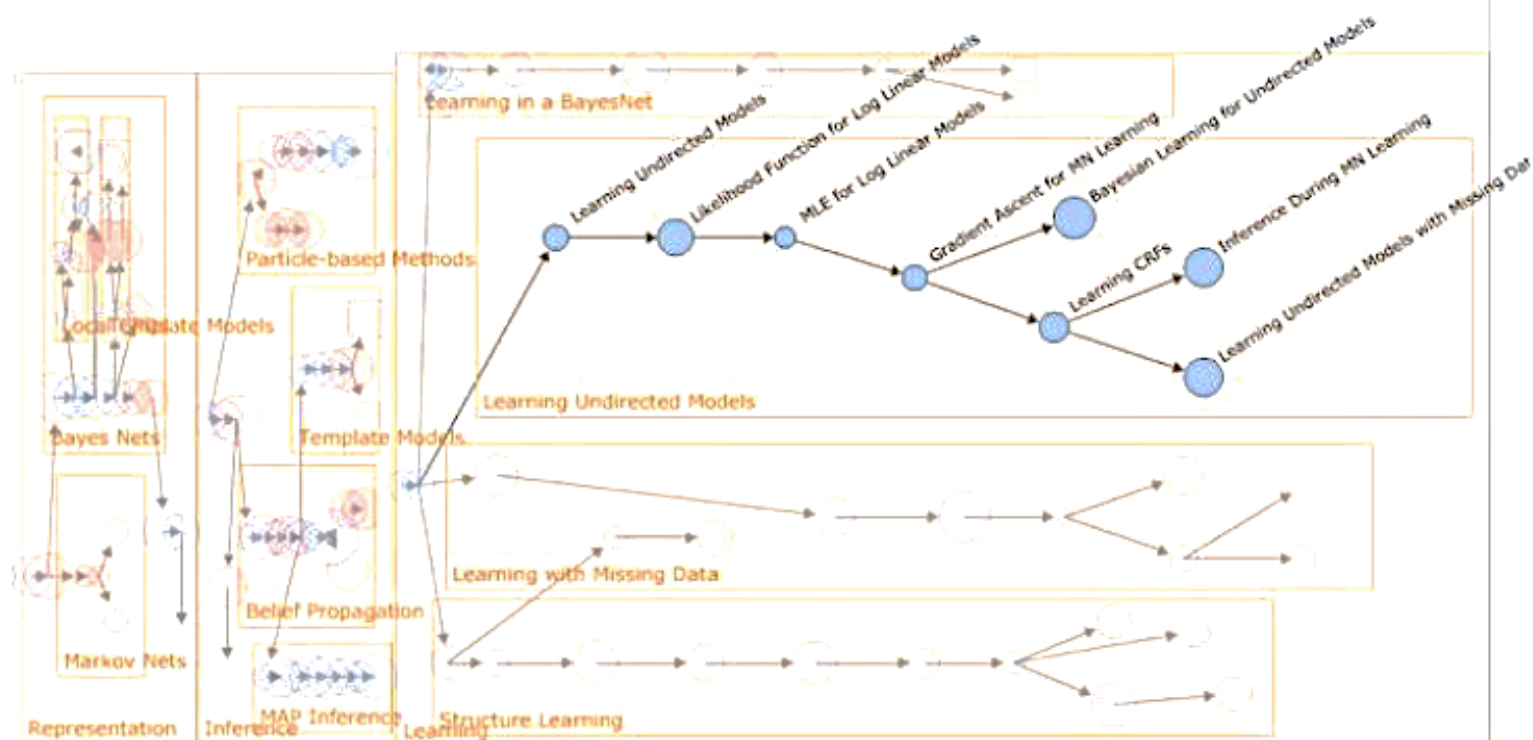 Learning in a BayesNet
Learning Undirected Models
Likelihood Function for Log Linear Models
MLE for Log Linear Models
Gradient Ascent for MN Learning
Bayesian Learning for Undirected Models
Learning CRFs
Inference During MN Learning
Learning Undirected Models with Missing Dat
Particle-based Methods
Template Models
Learning Undirected Models
Bayes Nets
Template Models
Learning with Missing Data
Belief Propagation
Markov Nets
MAP Inference
Structure Learning
Representation
Inference
Learning